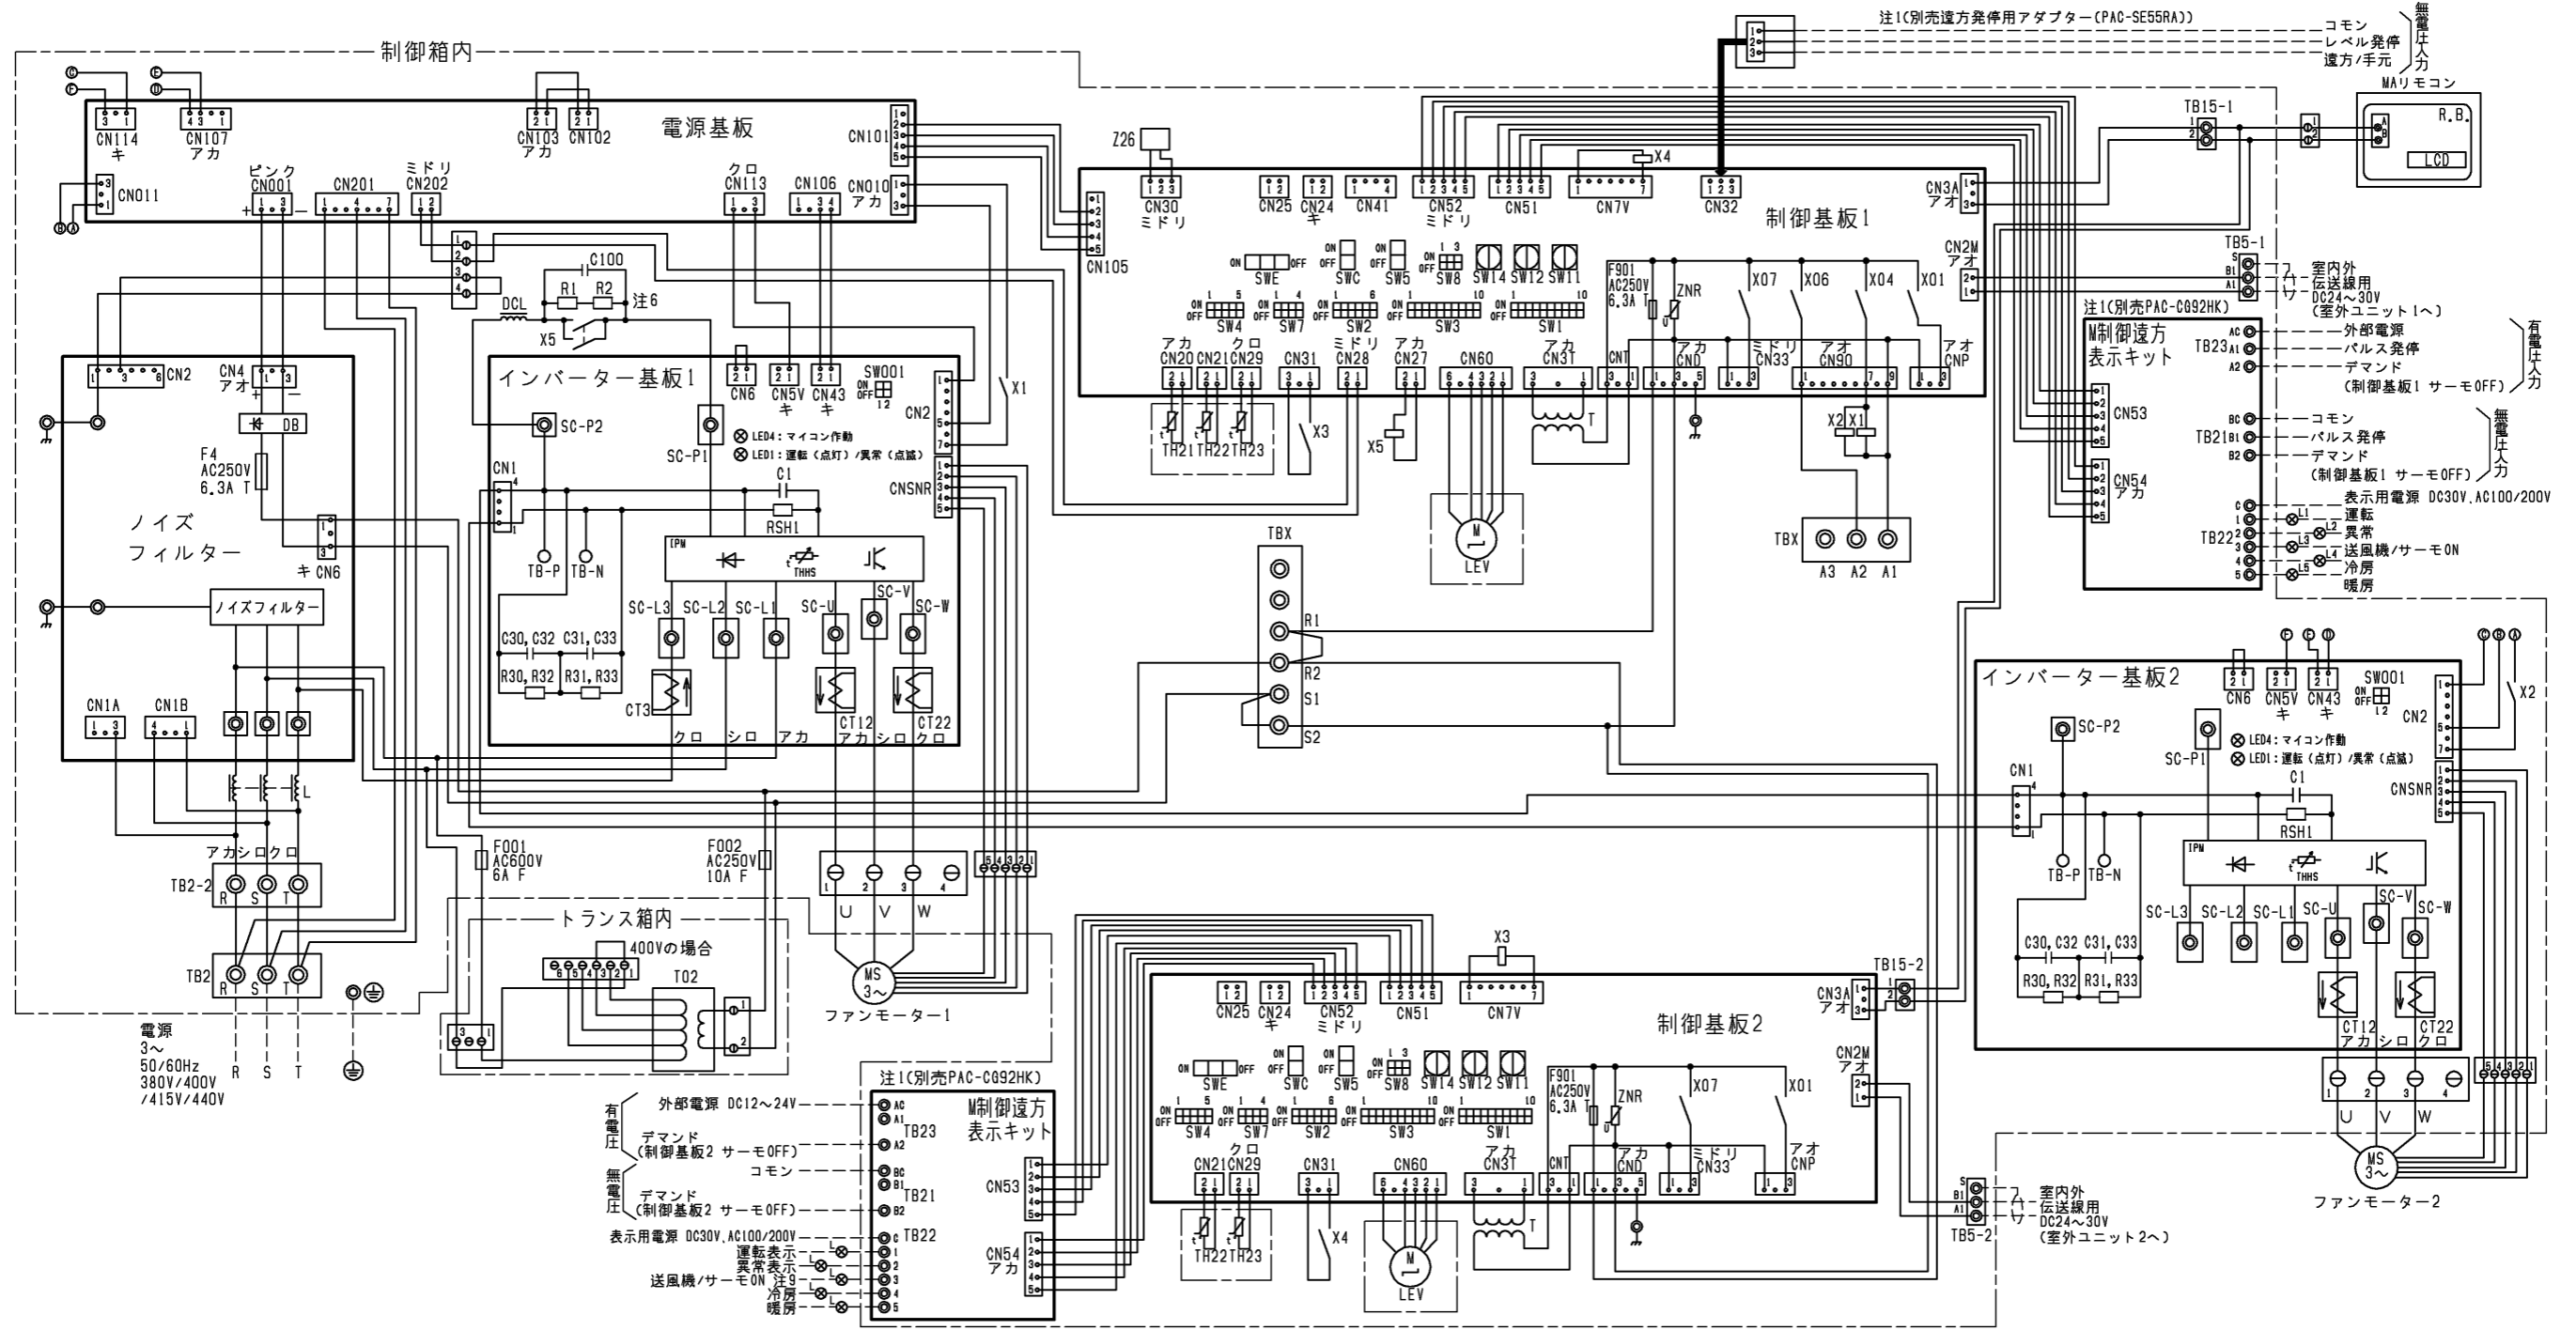 注1(別売遠方発停用アダプター(PAC-SE55RA))
コモン
レベル発停
遠方/手元
無電圧入力
制御箱内
MAリモコン
R.B.
LCD
A
B
TB15-1
電源基板
CN114
キ
CN107
アカ
CN103
アカ
CN102
CN101
CN011
ピンク
CN001
CN201
ミドリ
CN202
クロ
CN113
CN106
CN010
アカ
Z26
CN30
ミドリ
CN25
CN24
キ
CN41
CN52
ミドリ
CN51
X4
CN7V
CN32
制御基板1
CN3A
アオ
CN2M
アオ
CN105
ON
OFF
SWE
SWC
SW5
SW8
SW14
SW12
SW11
SW4
SW7
SW2
SW3
SW1
F901
AC250V
6.3A T
ZNR
X07
X06
X04
X01
アカ
CN20
CN21
クロ
CN29
CN31
ミドリ
CN28
アカ
CN27
CN60
アカ
CN3T
CNT
アカ
CND
ミドリ
CN33
アオ
CN90
アオ
CNP
TH21
TH22
TH23
X3
X5
M
LEV
T
X2
X1
TBX
A3 A2 A1
TB5-1
S
B1
A1
室内外
伝送線用
DC24～30V
(室外ユニット1へ)
注1(別売PAC-CG92HK)
M制御遠方
表示キット
TB23
AC
A1
A2
外部電源
パルス発停
デマンド
(制御基板1 サーモOFF)
有電圧入力
CN53
TB21
BC
B1
B2
コモン
パルス発停
デマンド
(制御基板1 サーモOFF)
無電圧入力
CN54
アカ
表示用電源 DC30V、AC100/200V
TB22
L1
L2
L3
L4
L5
運転
異常
送風機/サーモON
冷房
暖房
C100
R1
R2
注6
DCL
X5
CN2
CN4
アオ
DB
F4
AC250V
6.3A T
ノイズ
フィルター
キ CN6
ノイズフィルター
CN1A
CN1B
L
アカシロクロ
TB2-2
R S T
TB2
R S T
電源
3～
50/60Hz
380V/400V
/415V/440V
R S T
インバーター基板1
CN6
CN5V
キ
CN43
キ
SW001
ON
OFF
12
CN2
X1
SC-P2
SC-P1
LED4：マイコン作動
LED1：運転（点灯）/異常（点滅）
CN1
C1
RSH1
CNSNR
TB-P
TB-N
IPM
THHS
SC-L3
SC-L2
SC-L1
SC-U
SC-V
SC-W
C30,C32
C31,C33
R30,R32
R31,R33
CT3
CT12
CT22
クロ
シロ
アカ
アカ
シロ
クロ
TBX
R1
R2
S1
S2
F001
AC600V
6A F
F002
AC250V
10A F
トランス箱内
400Vの場合
T02
U V W
MS
3～
ファンモーター1
インバーター基板2
CN6
CN5V
キ
CN43
キ
SW001
ON
OFF
12
CN2
X2
SC-P2
SC-P1
LED4：マイコン作動
LED1：運転（点灯）/異常（点滅）
CN1
C1
RSH1
CNSNR
TB-P
TB-N
IPM
THHS
SC-L3
SC-L2
SC-L1
SC-U
SC-V
SC-W
C30,C32
C31,C33
R30,R32
R31,R33
CT12
CT22
アカ
シロ
クロ
U V W
MS
3～
ファンモーター2
X3
CN25
CN24
キ
CN52
ミドリ
CN51
CN7V
制御基板2
CN3A
アオ
TB15-2
CN2M
アオ
ON
OFF
SWE
SWC
SW5
SW8
SW14
SW12
SW11
SW4
SW7
SW2
SW3
SW1
F901
AC250V
6.3A T
ZNR
X07
X01
CN21
クロ
CN29
CN31
CN60
アカ
CN3T
CNT
アカ
CND
ミドリ
CN33
アオ
CNP
TH22
TH23
X4
M
LEV
T
TB5-2
S
B1
A1
室内外
伝送線用
DC24～30V
(室外ユニット2へ)
注1(別売PAC-CG92HK)
M制御遠方
表示キット
有電圧
外部電源 DC12～24V
デマンド
(制御基板2 サーモOFF)
AC
A1
A2
TB23
無電圧
コモン
デマンド
(制御基板2 サーモOFF)
BC
B1
B2
TB21
CN53
表示用電源 DC30V、AC100/200V
TB22
運転表示
異常表示
送風機/サーモON 注9
冷房
暖房
CN54
アカ